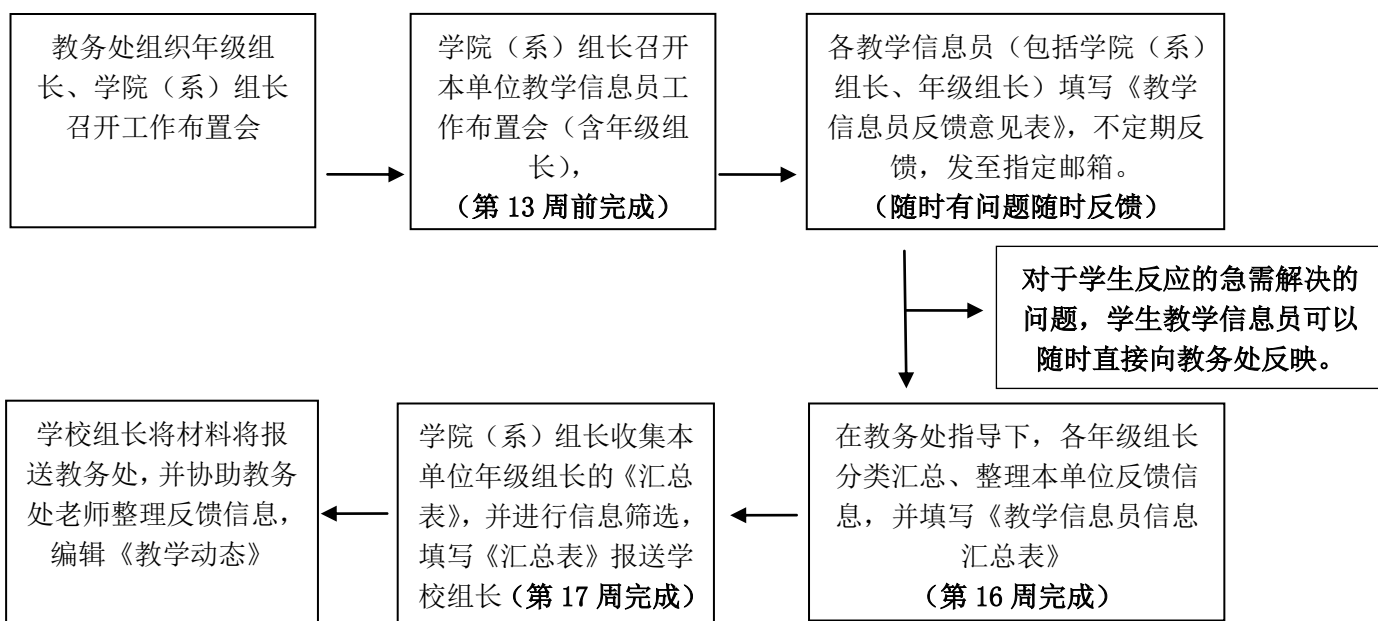 教务处组织年级组
长、学院（系）组长
召开工作布置会
学院（系）组长召开
本单位教学信息员工
作布置会（含年级组
长），
（第 13 周前完成）
各教学信息员（包括学院（系）
组长、年级组长）填写《教学
信息员反馈意见表》，不定期反
馈，发至指定邮箱。
（随时有问题随时反馈）
对于学生反应的急需解决的
问题，学生教学信息员可以
随时直接向教务处反映。
在教务处指导下，各年级组长
分类汇总、整理本单位反馈信
息，并填写《教学信息员信息
汇总表》
（第 16 周完成）
学院（系）组长收集本
单位年级组长的《汇总
表》，并进行信息筛选，
填写《汇总表》报送学
校组长（第 17 周完成）
学校组长将材料将报
送教务处，并协助教务
处老师整理反馈信息，
编辑《教学动态》